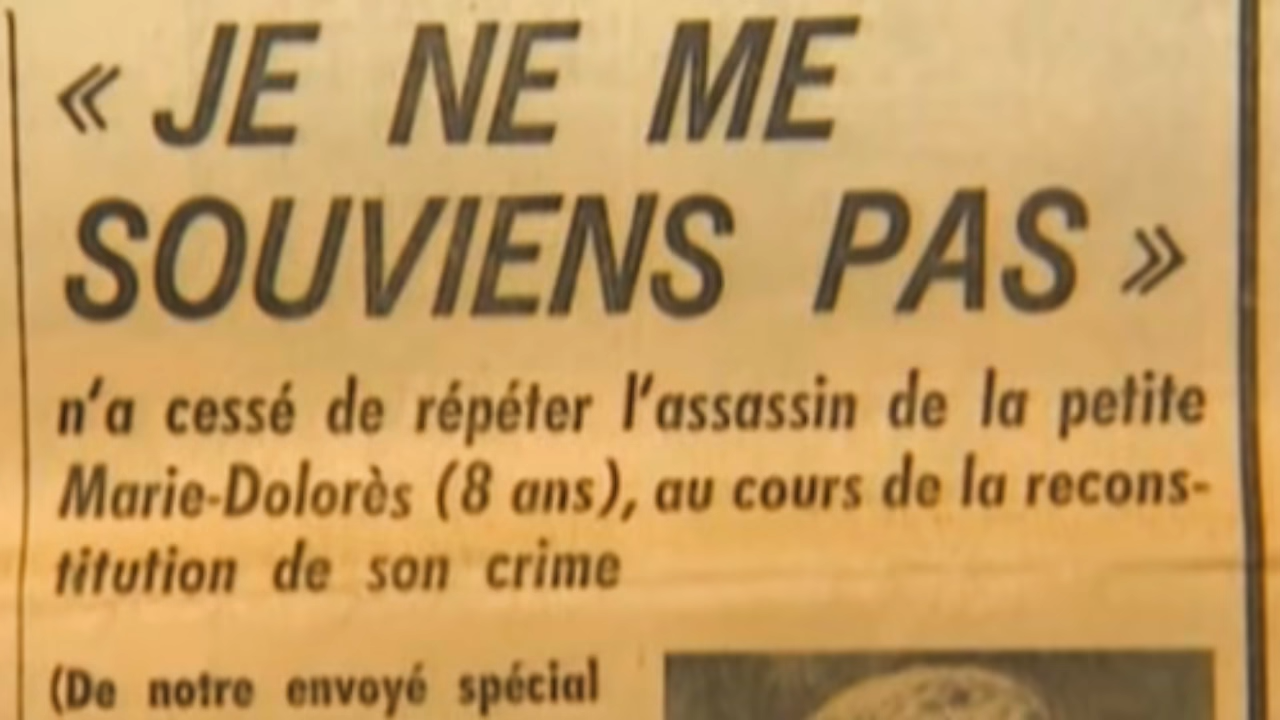 « JE NE ME
SOUVIENS PAS »
n'a cessé de répéter l'assassin de la petite
Marie-Dolorès (8 ans), au cours de la recons-
titution de son crime
(De notre envoyé spécial